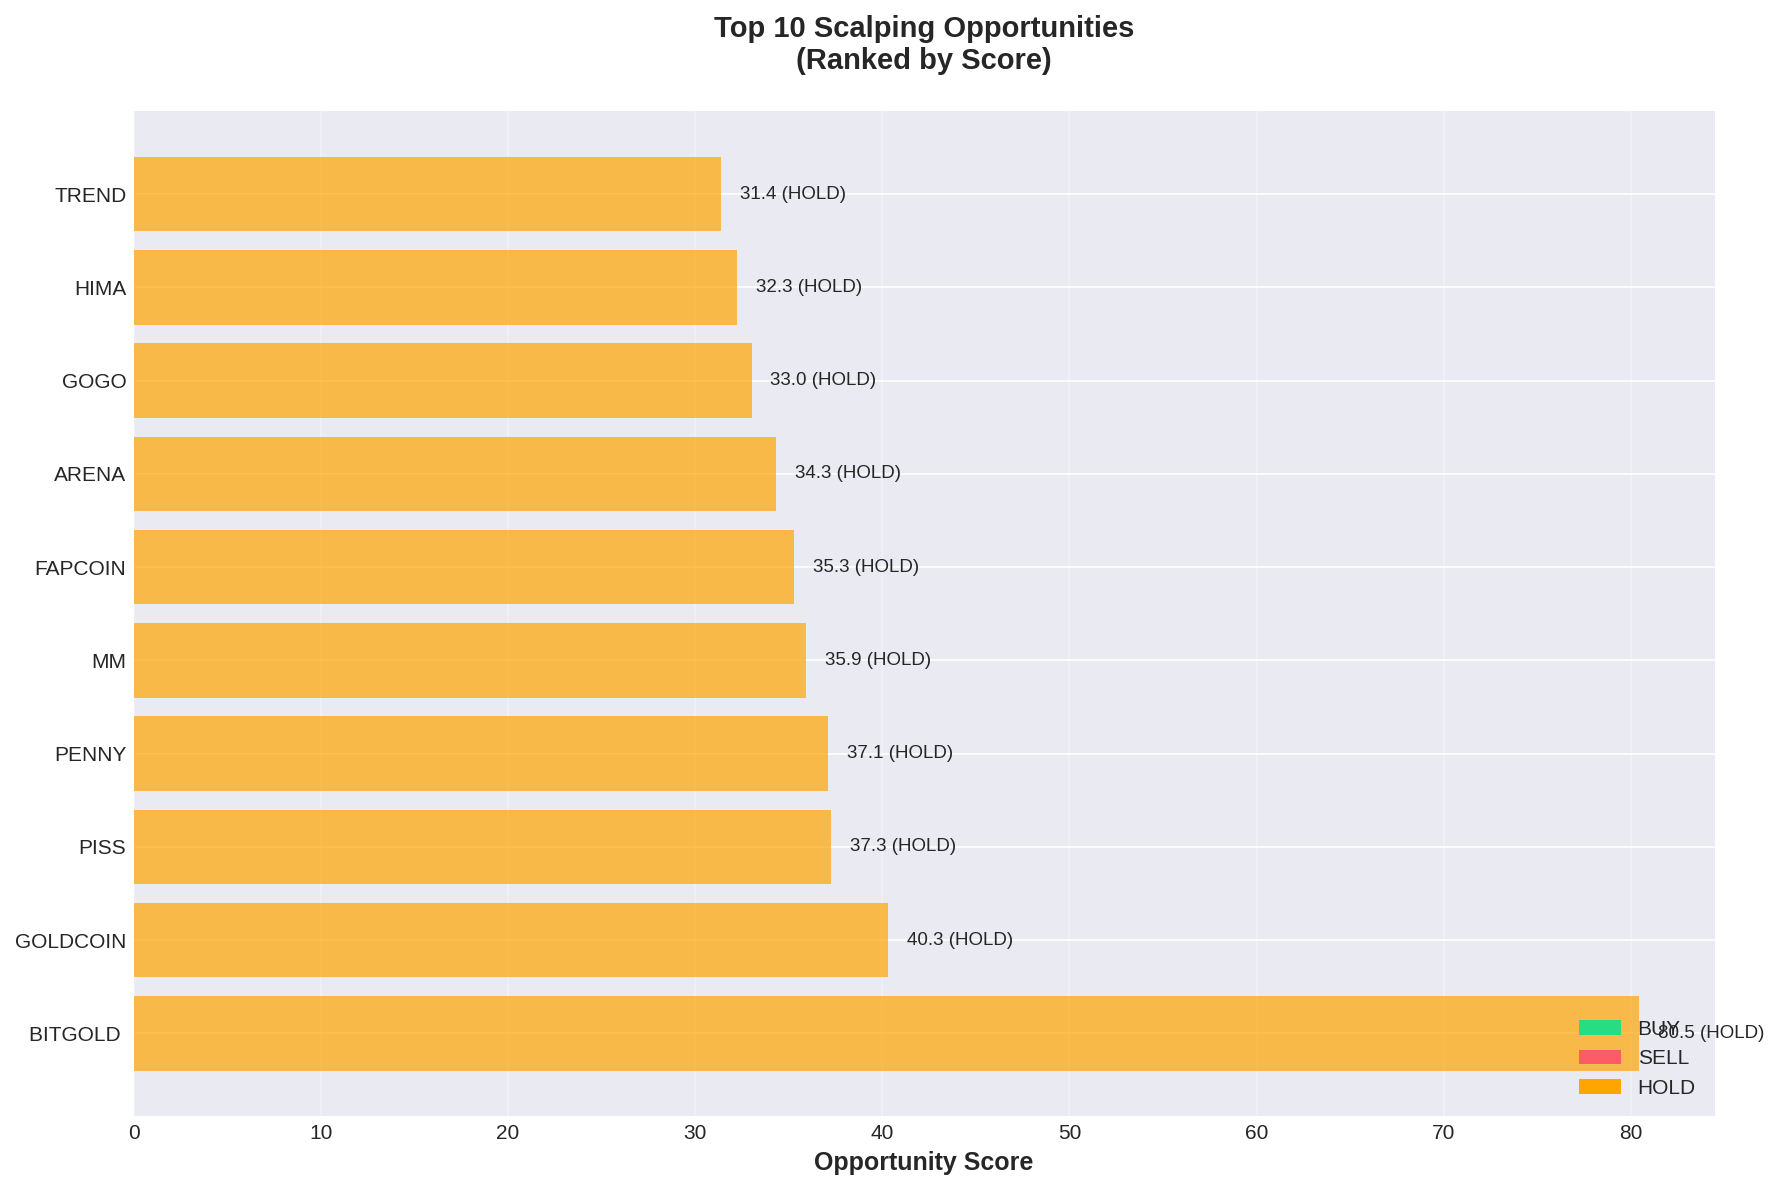 Top 10 Scalping Opportunities
(Ranked by Score)
TREND 31.4 (HOLD)
HIMA 32.3 (HOLD)
GOGO 33.0 (HOLD)
ARENA 34.3 (HOLD)
FAPCOIN 35.3 (HOLD)
MM 35.9 (HOLD)
PENNY 37.1 (HOLD)
PISS 37.3 (HOLD)
GOLDCOIN 40.3 (HOLD)
BITGOLD 80.5 (HOLD)
BUY
SELL
HOLD
0 10 20 30 40 50 60 70 80
Opportunity Score